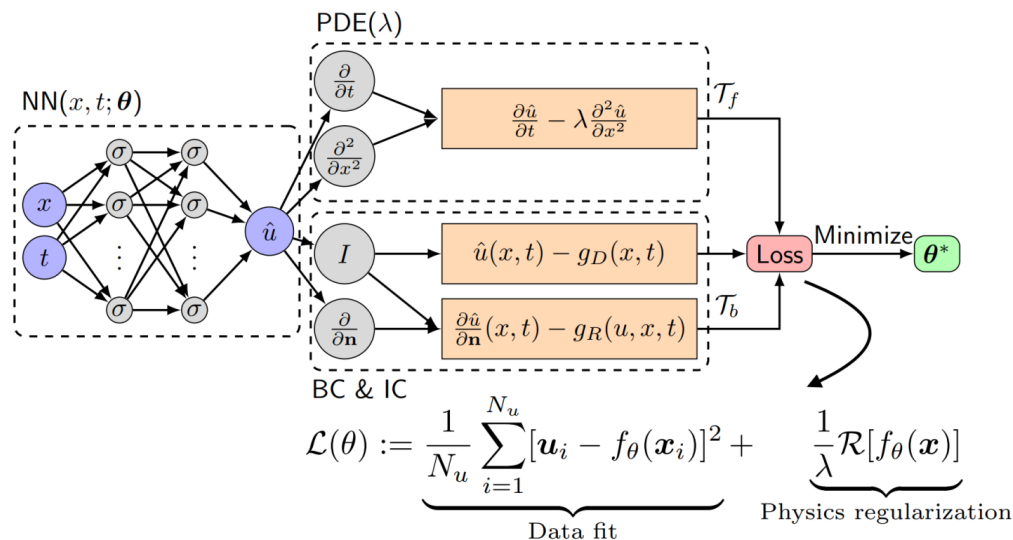 PDE(λ)
NN(x, t; θ)
∂/∂t
∂²/∂x²
∂û/∂t − λ ∂²û/∂x²
𝒯_f
x
t
σ σ
σ σ
⋮ ⋮
σ σ
û
I
∂/∂n
û(x, t) − g_D(x, t)
∂û/∂n (x, t) − g_R(u, x, t)
𝒯_b
BC & IC
Loss
Minimize
θ*
ℒ(θ) := 1/N_u ∑_{i=1}^{N_u} [u_i − f_θ(x_i)]² + 1/λ ℛ[f_θ(x)]
Data fit
Physics regularization